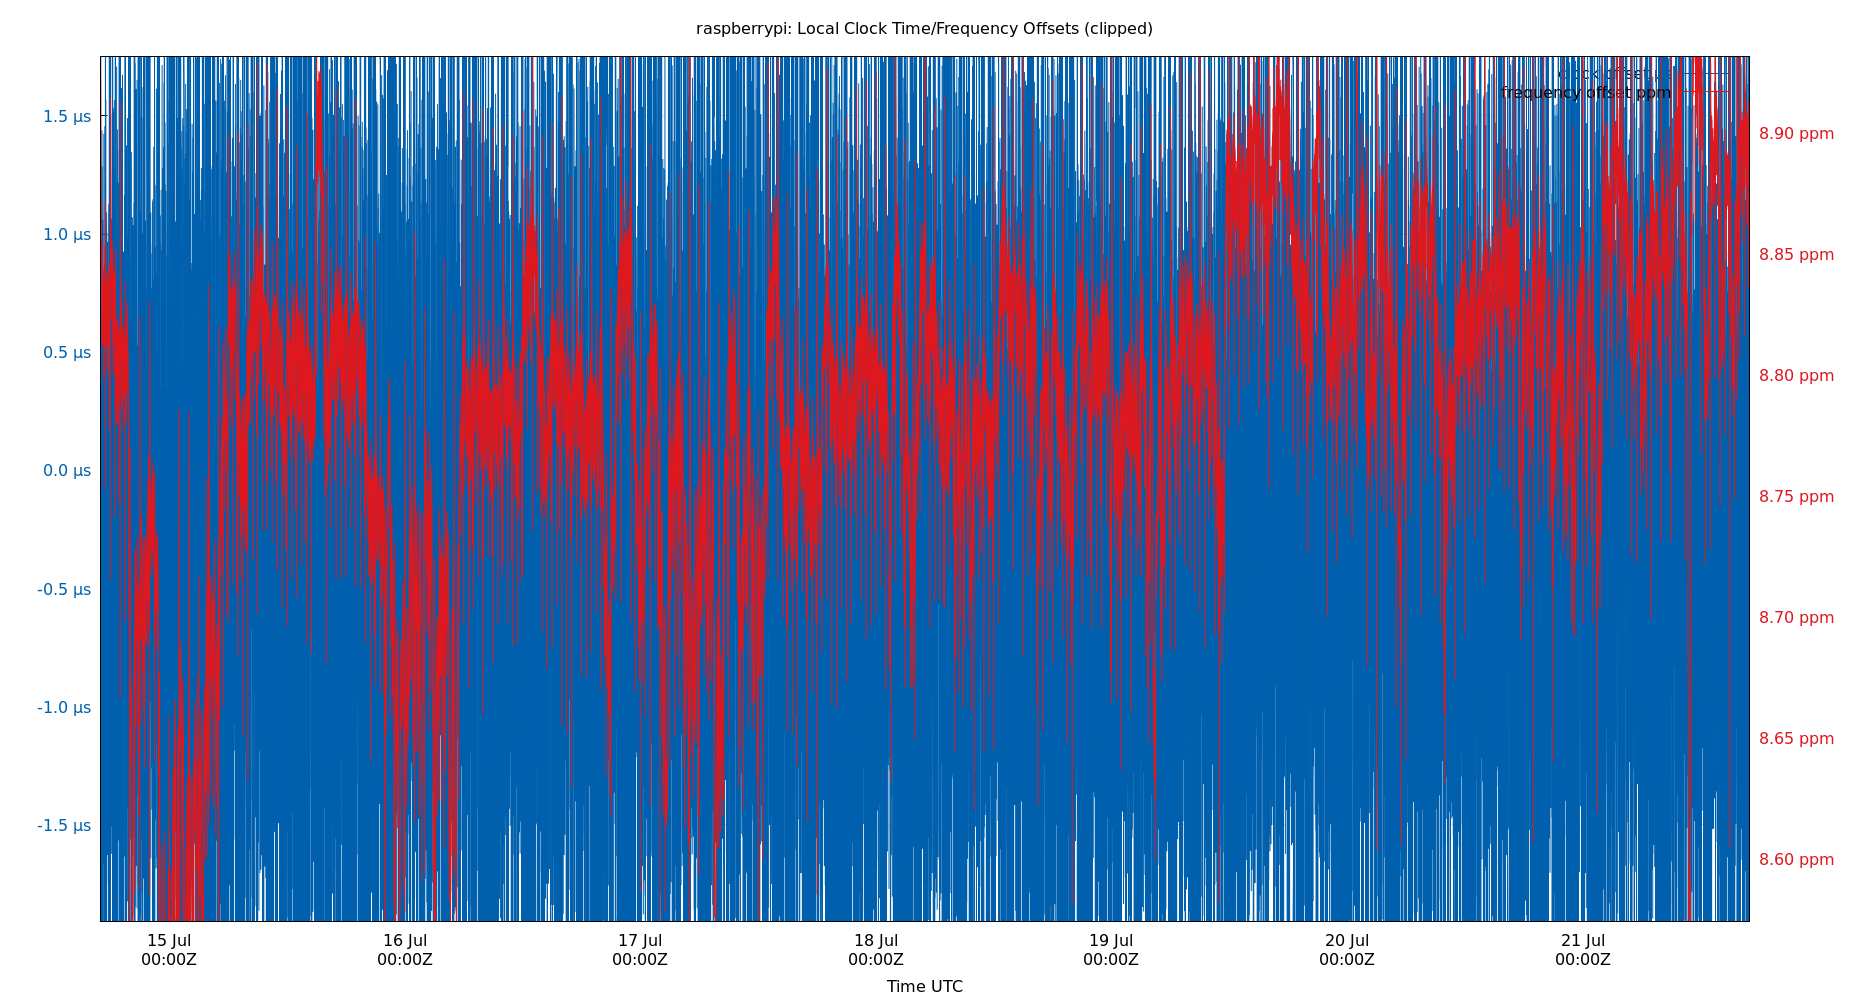 raspberrypi: Local Clock Time/Frequency Offsets (clipped)
clock offset
frequency offset ppm
1.5 µs
1.0 µs
0.5 µs
0.0 µs
-0.5 µs
-1.0 µs
-1.5 µs
8.90 ppm
8.85 ppm
8.80 ppm
8.75 ppm
8.70 ppm
8.65 ppm
8.60 ppm
15 Jul
00:00Z
16 Jul
00:00Z
17 Jul
00:00Z
18 Jul
00:00Z
19 Jul
00:00Z
20 Jul
00:00Z
21 Jul
00:00Z
Time UTC